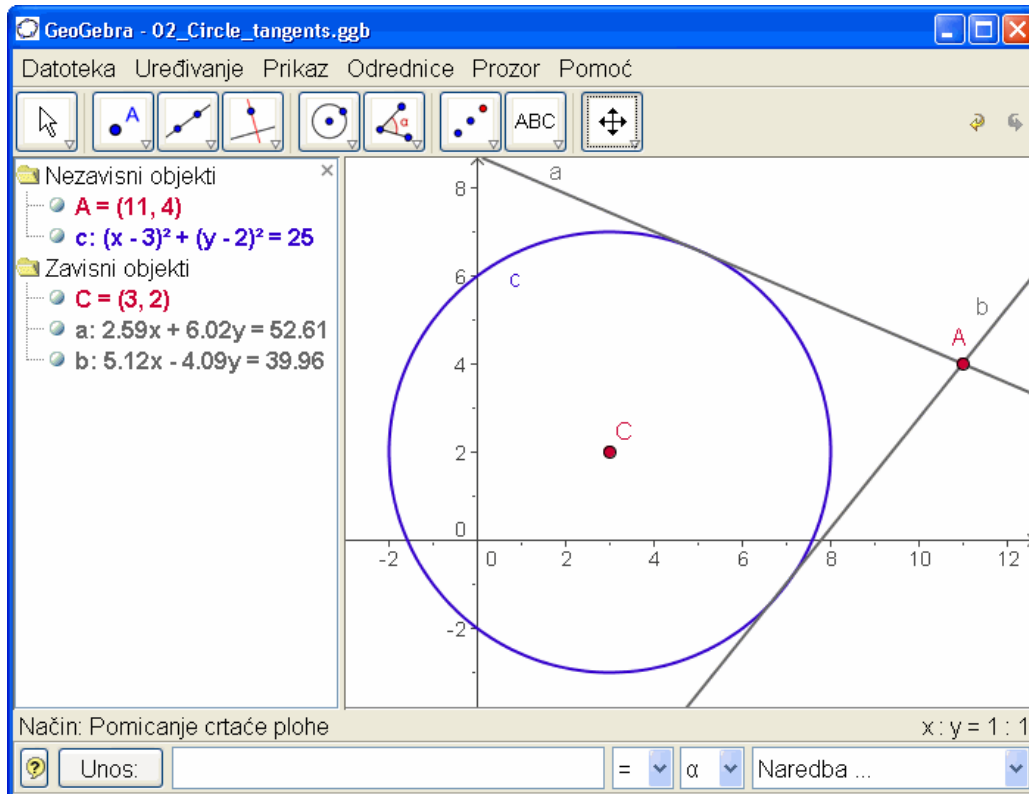 GeoGebra - 02_Circle_tangents.ggb
Datoteka Uređivanje Prikaz Odrednice Prozor Pomoć
A α ABC
Nezavisni objekti
A = (11, 4)
c: (x - 3)² + (y - 2)² = 25
Zavisni objekti
C = (3, 2)
a: 2.59x + 6.02y = 52.61
b: 5.12x - 4.09y = 39.96
a
8
6
c
b
A
4
C
2
0
-2 0 2 4 6 8 10 12
-2
Način: Pomicanje crtaće plohe x : y = 1 : 1
? Unos: = α Naredba ...